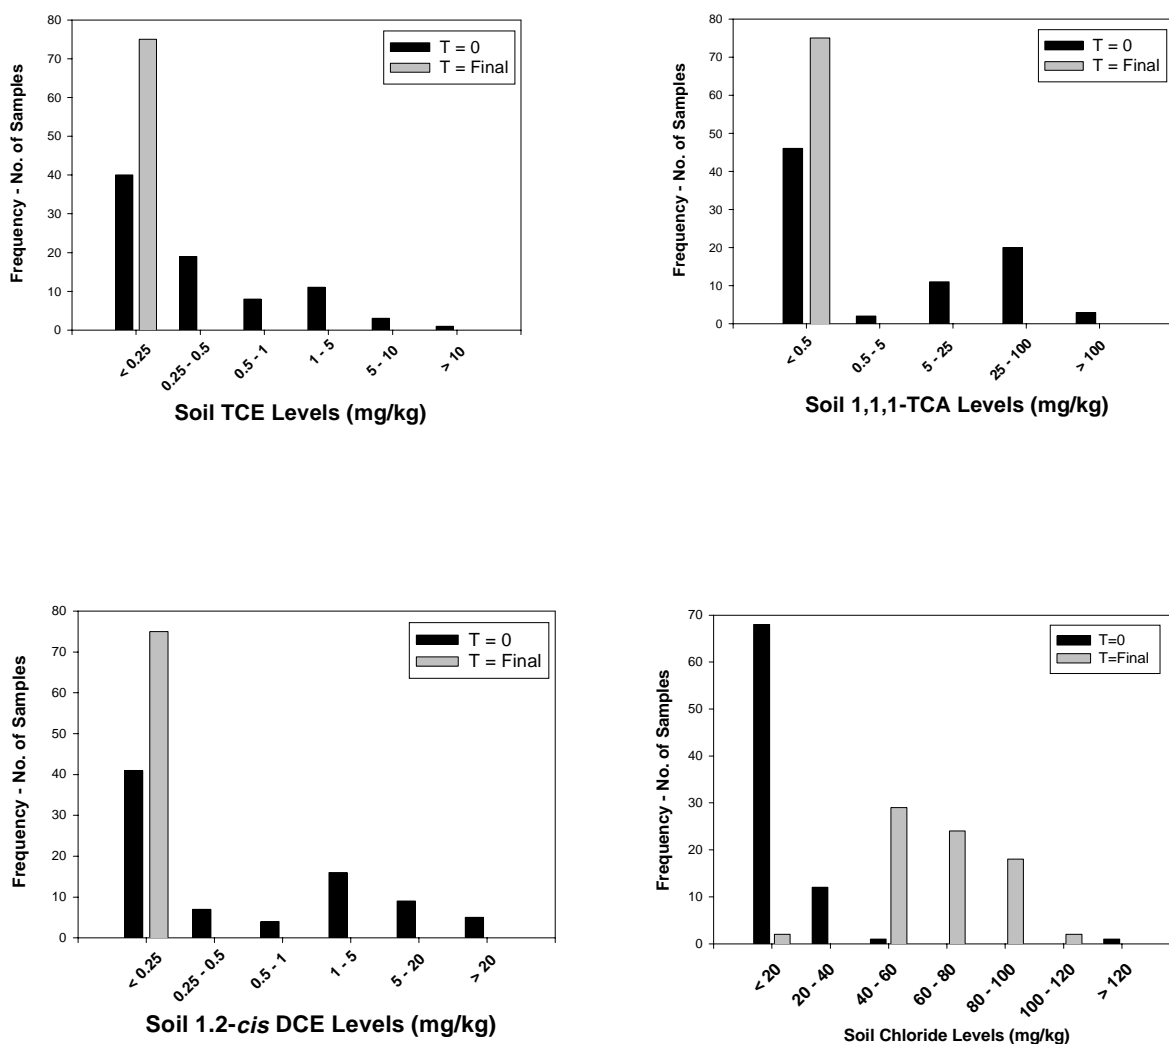 80
70
60
50
40
30
20
10
0
Frequency - No. of Samples
T = 0
T = Final
< 0.25
0.25 - 0.5
0.5 - 1
1 - 5
5 - 10
> 10
Soil TCE Levels (mg/kg)
80
70
60
50
40
30
20
10
0
Frequency - No. of Samples
T = 0
T = Final
< 0.5
0.5 - 5
5 - 25
25 - 100
> 100
Soil 1,1,1-TCA Levels (mg/kg)
80
70
60
50
40
30
20
10
0
Frequency - No. of Samples
T = 0
T = Final
< 0.25
0.25 - 0.5
0.5 - 1
1 - 5
5 - 20
> 20
Soil 1.2-cis DCE Levels (mg/kg)
70
60
50
40
30
20
10
0
Frequency - No. of Samples
T=0
T=Final
< 20
20 - 40
40 - 60
60 - 80
80 - 100
100 - 120
> 120
Soil Chloride Levels (mg/kg)